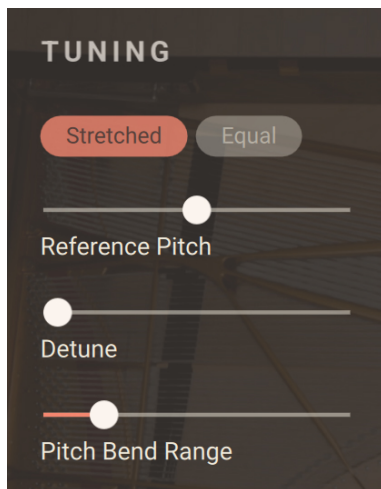 TUNING
Stretched Equal
Reference Pitch
Detune
Pitch Bend Range